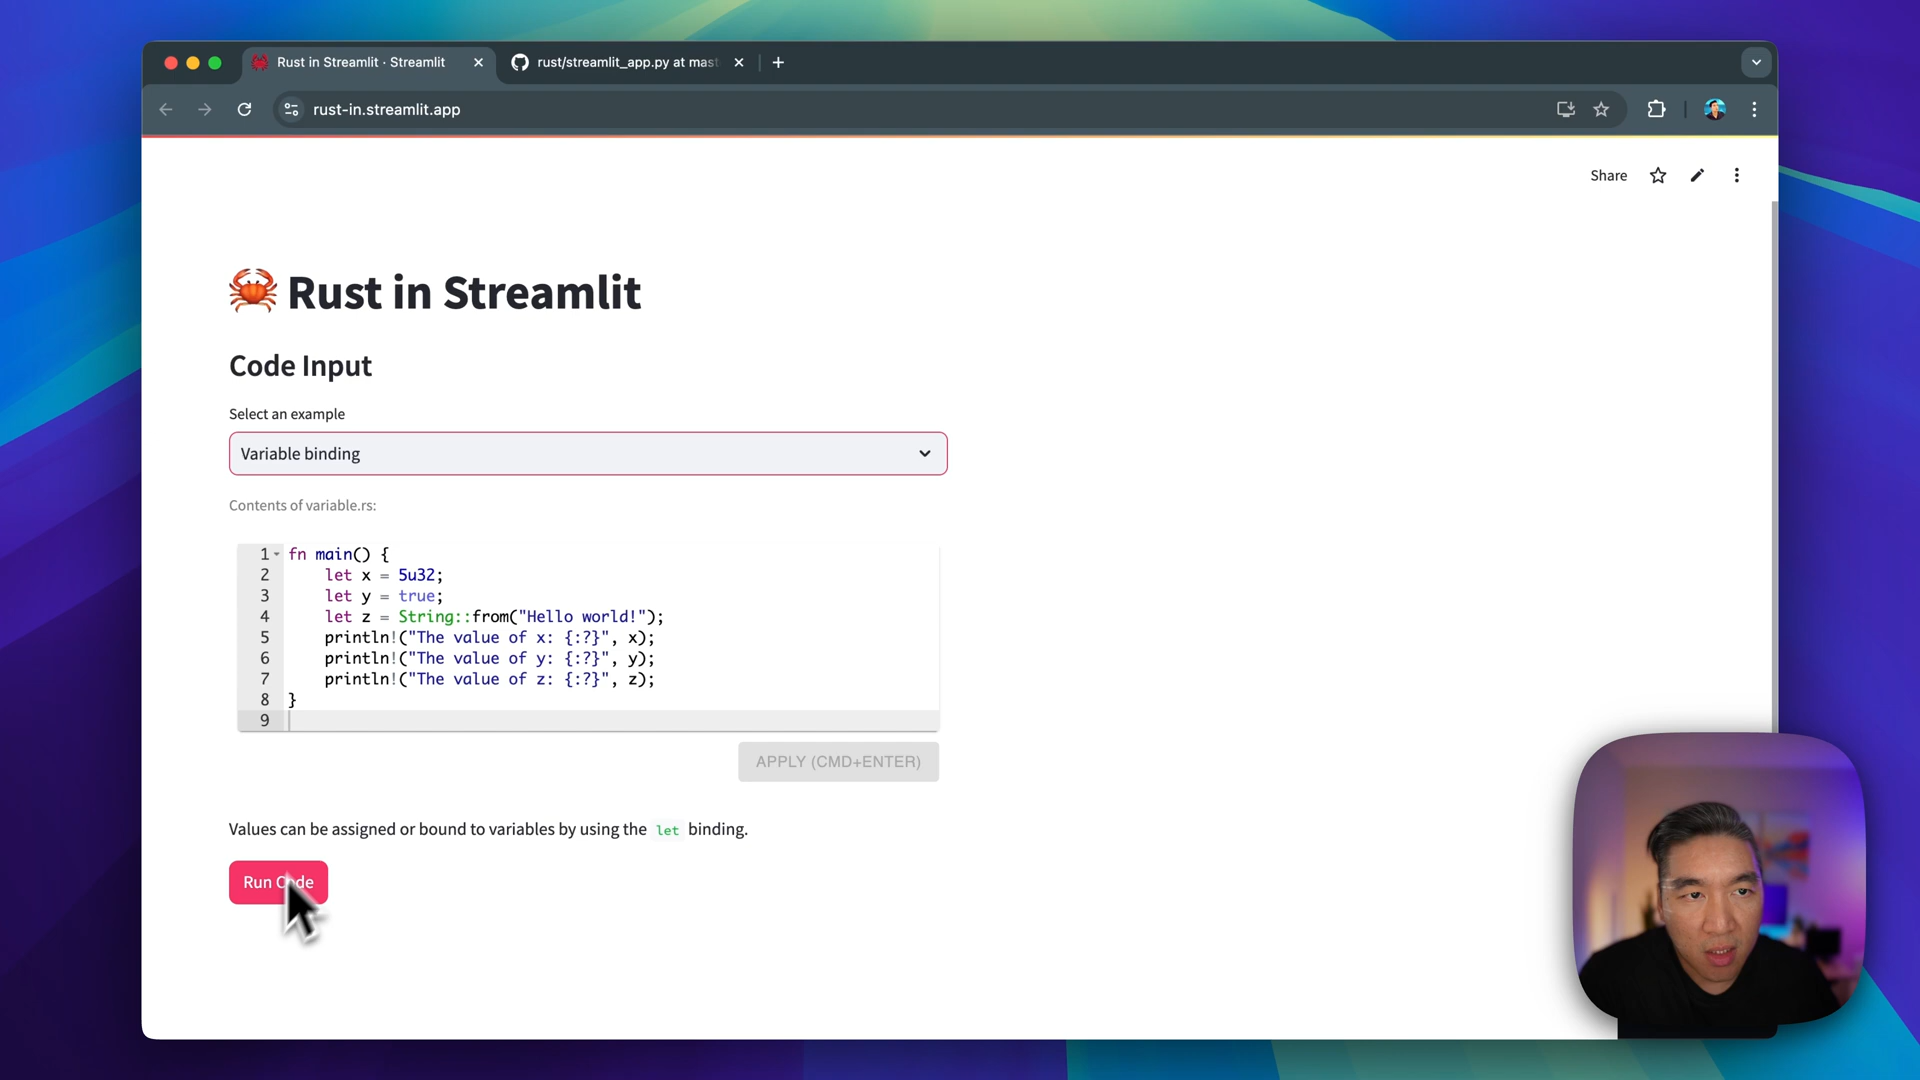 Rust in Streamlit · Streamlit
rust/streamlit_app.py at mast
rust-in.streamlit.app
Share
Rust in Streamlit
Code Input
Select an example
Variable binding
Contents of variable.rs:
1 fn main() {
2 let x = 5u32;
3 let y = true;
4 let z = String::from("Hello world!");
5 println!("The value of x: {:?}", x);
6 println!("The value of y: {:?}", y);
7 println!("The value of z: {:?}", z);
8 }
9
APPLY (CMD+ENTER)
Values can be assigned or bound to variables by using the let binding.
Run Code